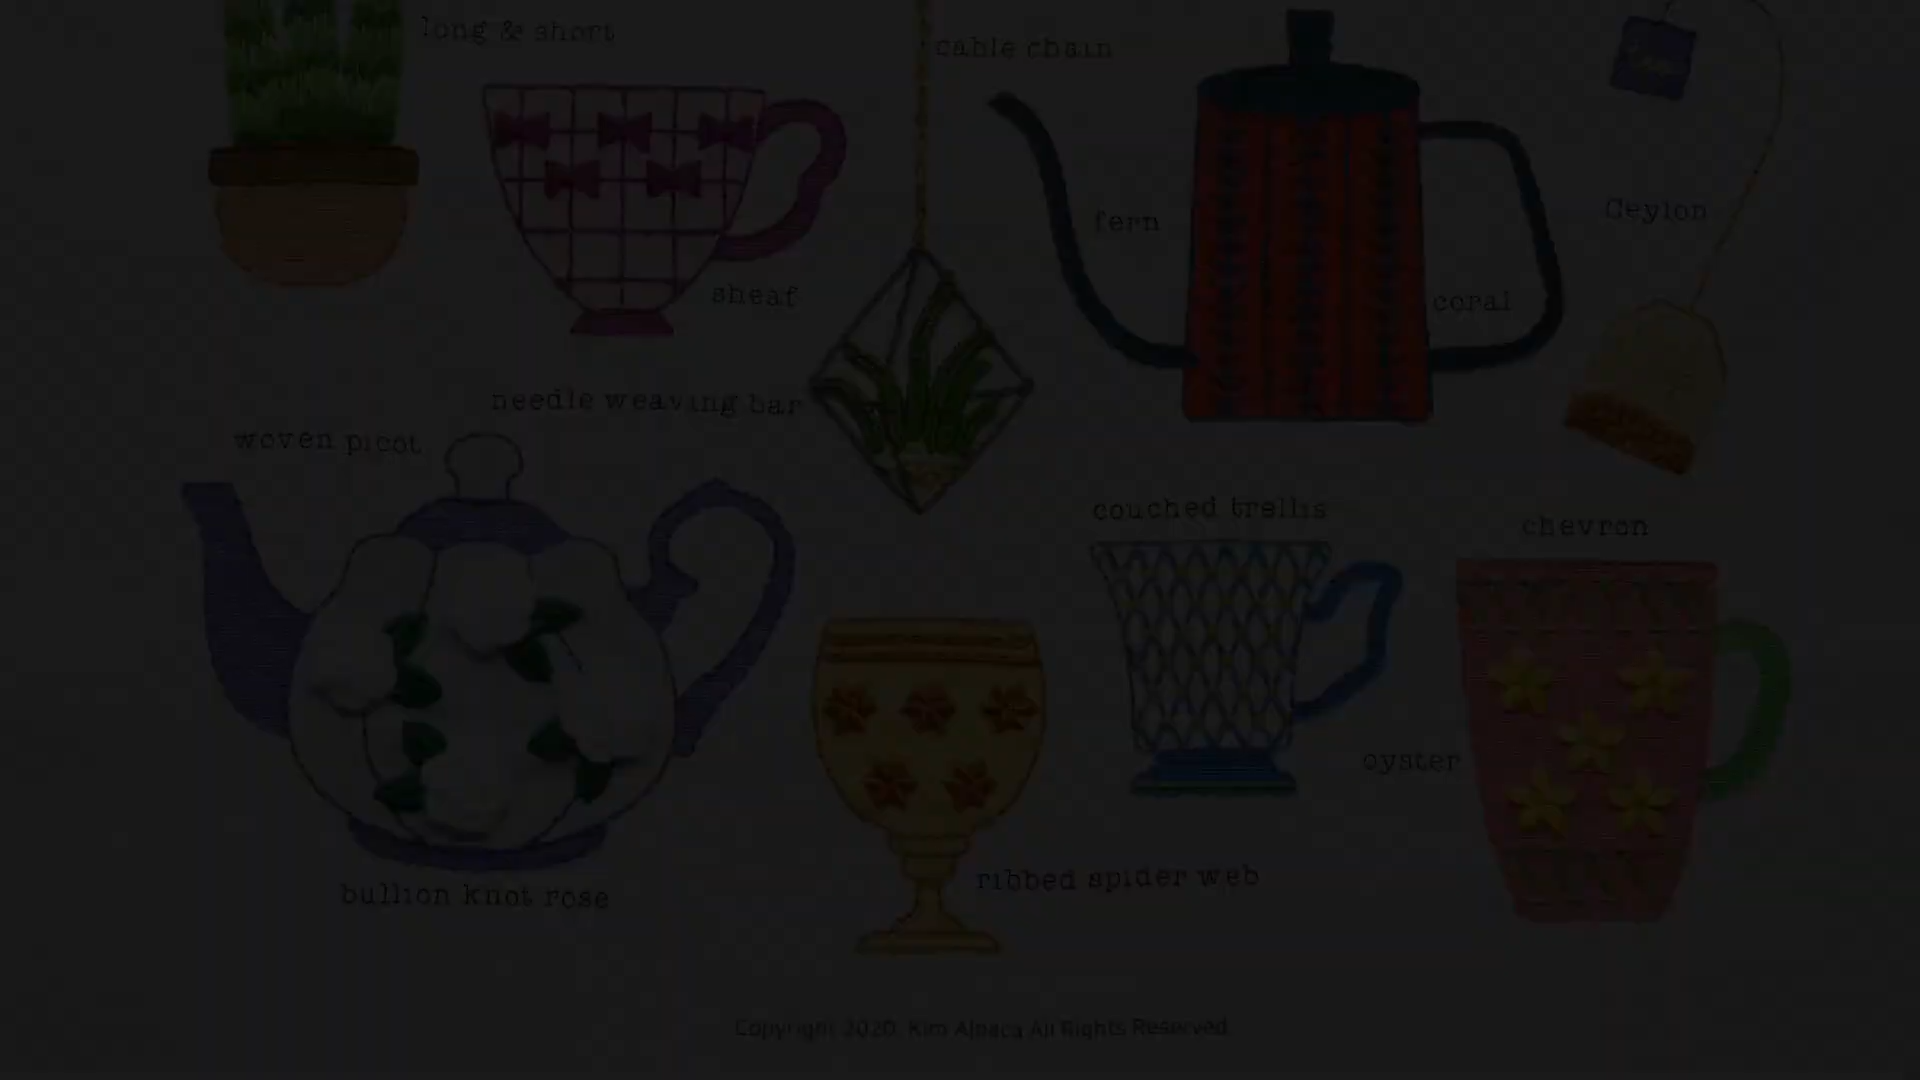 long & short
cable chain
Ceylon
fern
sheaf
coral
needle weaving bar
woven picot
couched trellis
chevron
oyster
ribbed spider web
bullion knot rose
Copyright 2020. Kim Alpaca All Rights Reserved